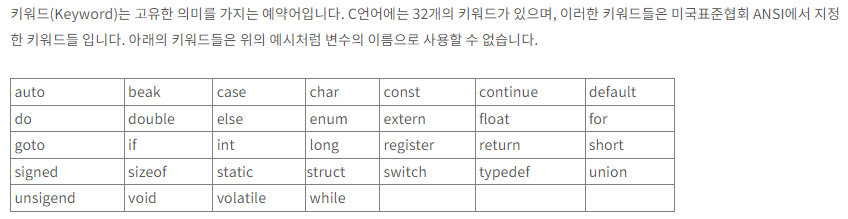 키워드(Keyword)는 고유한 의미를 가지는 예약어입니다. C언어에는 32개의 키워드가 있으며, 이러한 키워드들은 미국표준협회 ANSI에서 지정
한 키워드들 입니다. 아래의 키워드들은 위의 예시처럼 변수의 이름으로 사용할 수 없습니다.
auto beak case char const continue default
do double else enum extern float for
goto if int long register return short
signed sizeof static struct switch typedef union
unsigend void volatile while